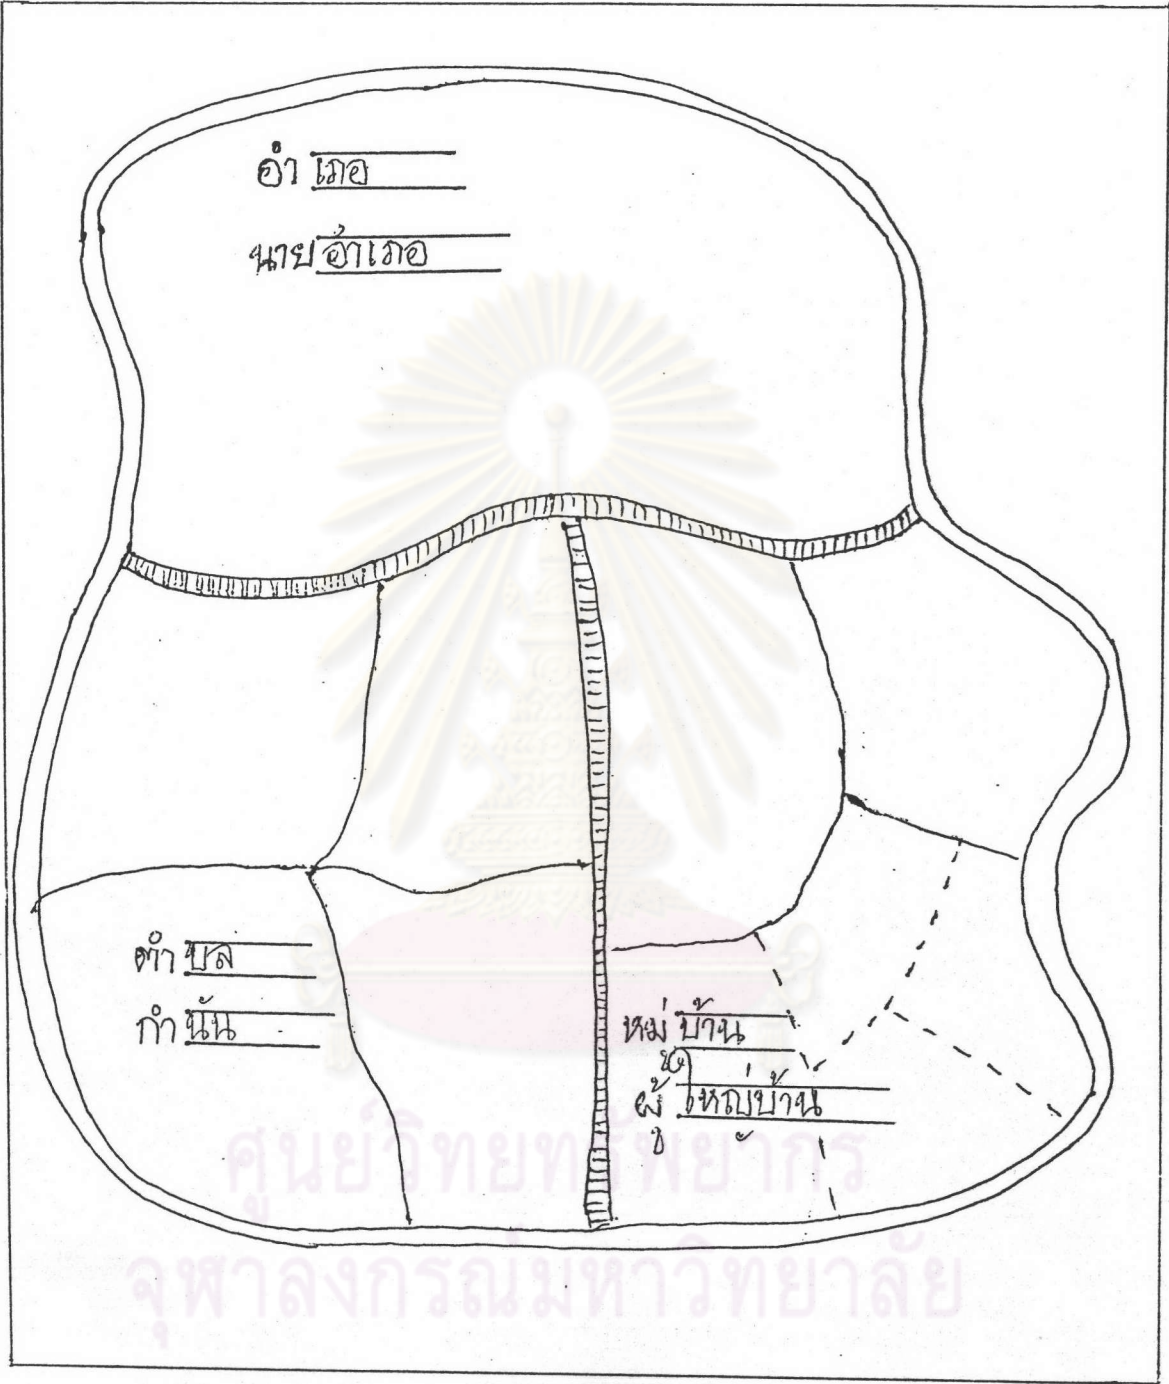 อำเภอ
นายอำเภอ
ตำบล
กำนัน
หมู่บ้าน
ผู้ใหญ่บ้าน
ศูนย์วิทยทรัพยากร
จุฬาลงกรณ์มหาวิทยาลัย